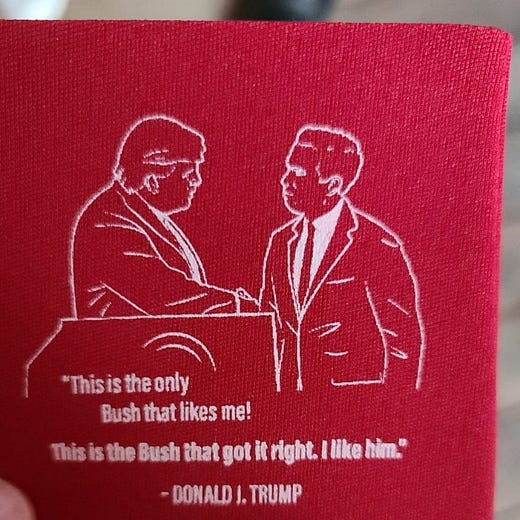 "This is the only
Bush that likes me!
This is the Bush that got it right. I like him."
- DONALD J. TRUMP